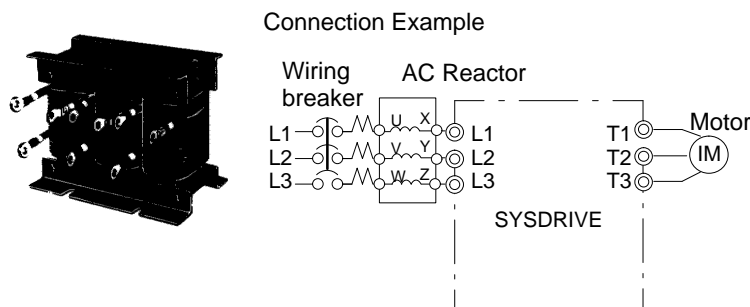 Connection Example
Wiring
breaker
AC Reactor
Motor
L1 U X L1 T1
L2 V Y L2 T2 IM
L3 W Z L3 T3
SYSDRIVE